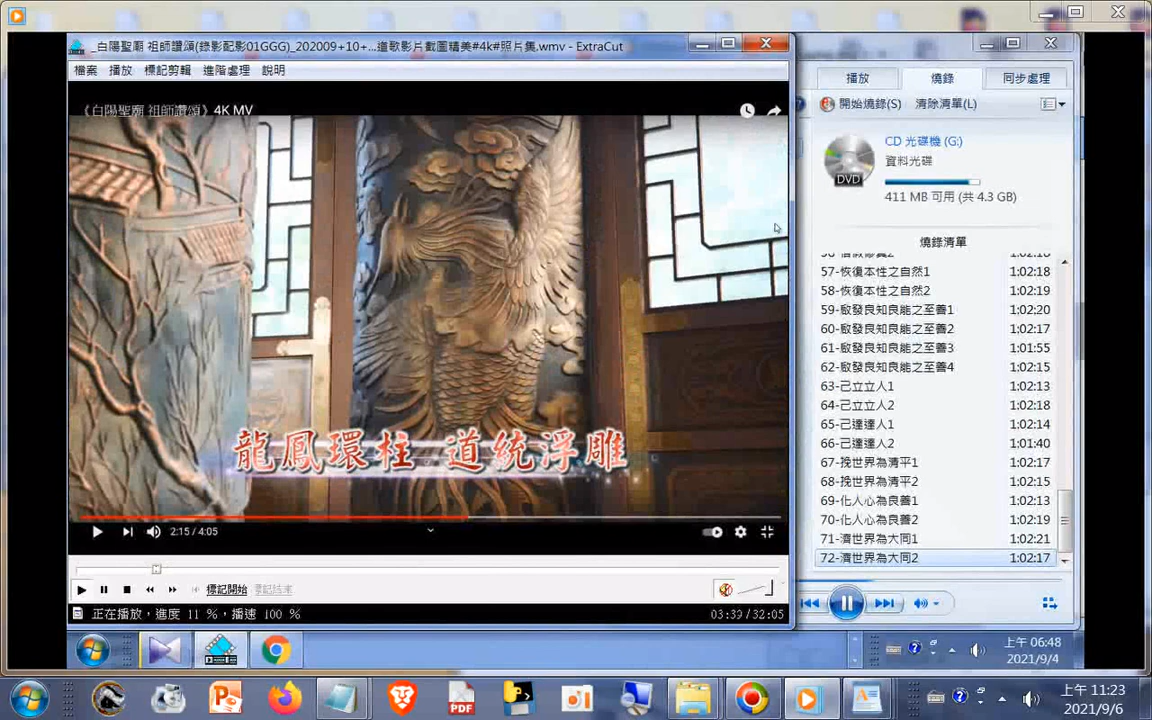 _白陽聖廟 祖師讚頌(錄影配影01GGG)_202009+10+...道歌影片截圖精美#4k#照片集.wmv - ExtraCut
檔案 播放 標記剪輯 進階處理 說明
《白陽聖廟 祖師讚頌》4K MV
龍鳳環柱 道統浮雕
2:15 / 4:05
標記開始 標記結束
正在播放，進度 11 %，播速 100 %
03:39 / 32:05
播放 燒錄 同步處理
開始燒錄(S) 清除清單(L)
CD 光碟機 (G:)
資料光碟
DVD
411 MB 可用 (共 4.3 GB)
燒錄清單
57-恢復本性之自然1 1:02:18
58-恢復本性之自然2 1:02:19
59-啟發良知良能之至善1 1:02:20
60-啟發良知良能之至善2 1:02:17
61-啟發良知良能之至善3 1:01:55
62-啟發良知良能之至善4 1:02:15
63-己立立人1 1:02:13
64-己立立人2 1:02:18
65-己達達人1 1:02:14
66-己達達人2 1:01:40
67-挽世界為清平1 1:02:17
68-挽世界為清平2 1:02:15
69-化人心為良善1 1:02:13
70-化人心為良善2 1:02:19
71-濟世界為大同1 1:02:21
72-濟世界為大同2 1:02:17
上午 06:48
2021/9/4
PDF
上午 11:23
2021/9/6